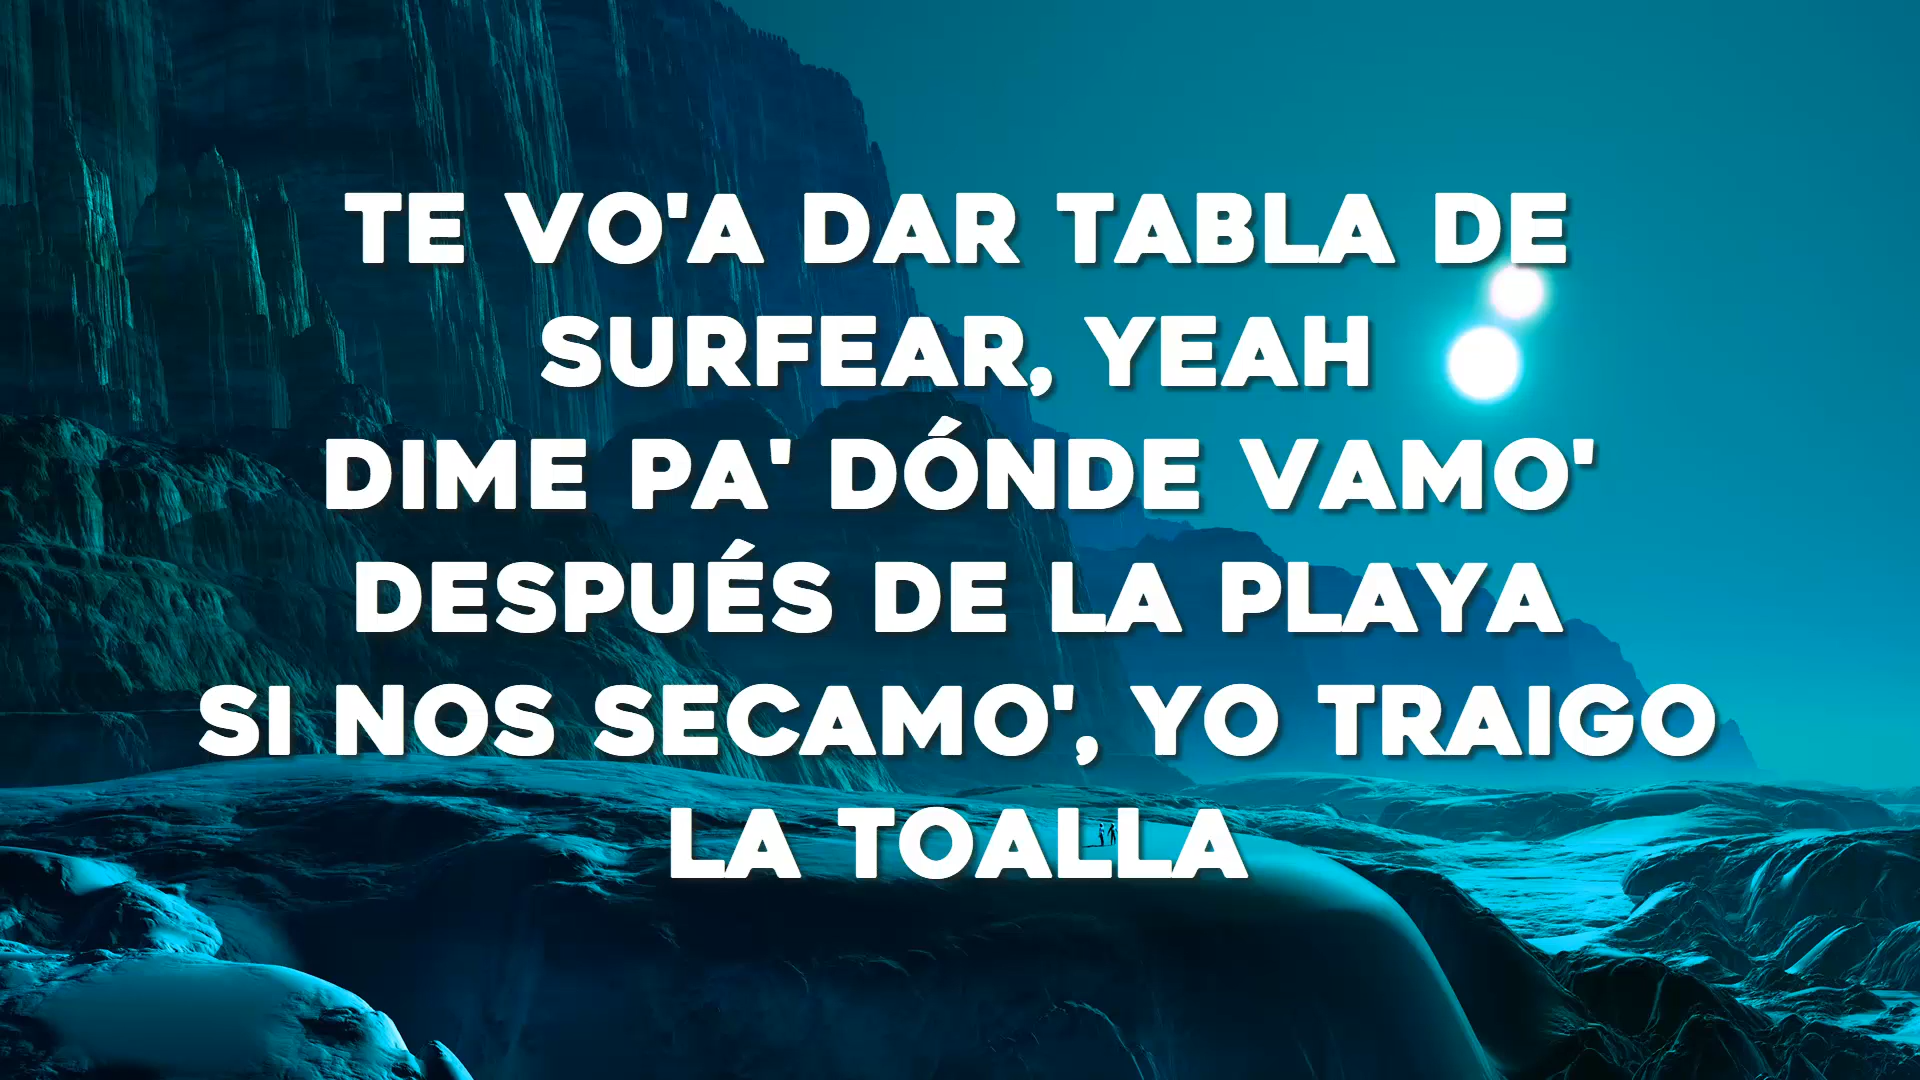 TE VO'A DAR TABLA DE
SURFEAR, YEAH
DIME PA' DÓNDE VAMO'
DESPUÉS DE LA PLAYA
SI NOS SECAMO', YO TRAIGO
LA TOALLA